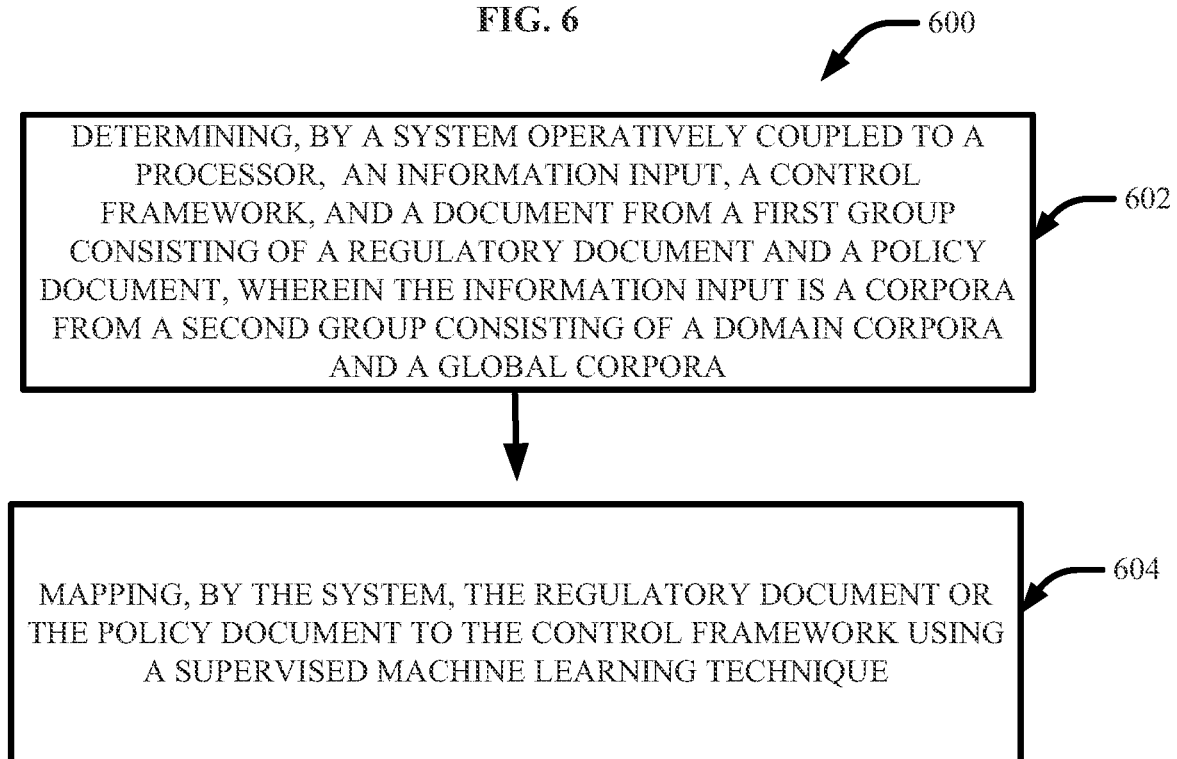 FIG. 6
600
DETERMINING, BY A SYSTEM OPERATIVELY COUPLED TO A
PROCESSOR, AN INFORMATION INPUT, A CONTROL
FRAMEWORK, AND A DOCUMENT FROM A FIRST GROUP
CONSISTING OF A REGULATORY DOCUMENT AND A POLICY
DOCUMENT, WHEREIN THE INFORMATION INPUT IS A CORPORA
FROM A SECOND GROUP CONSISTING OF A DOMAIN CORPORA
AND A GLOBAL CORPORA
602
MAPPING, BY THE SYSTEM, THE REGULATORY DOCUMENT OR
THE POLICY DOCUMENT TO THE CONTROL FRAMEWORK USING
A SUPERVISED MACHINE LEARNING TECHNIQUE
604